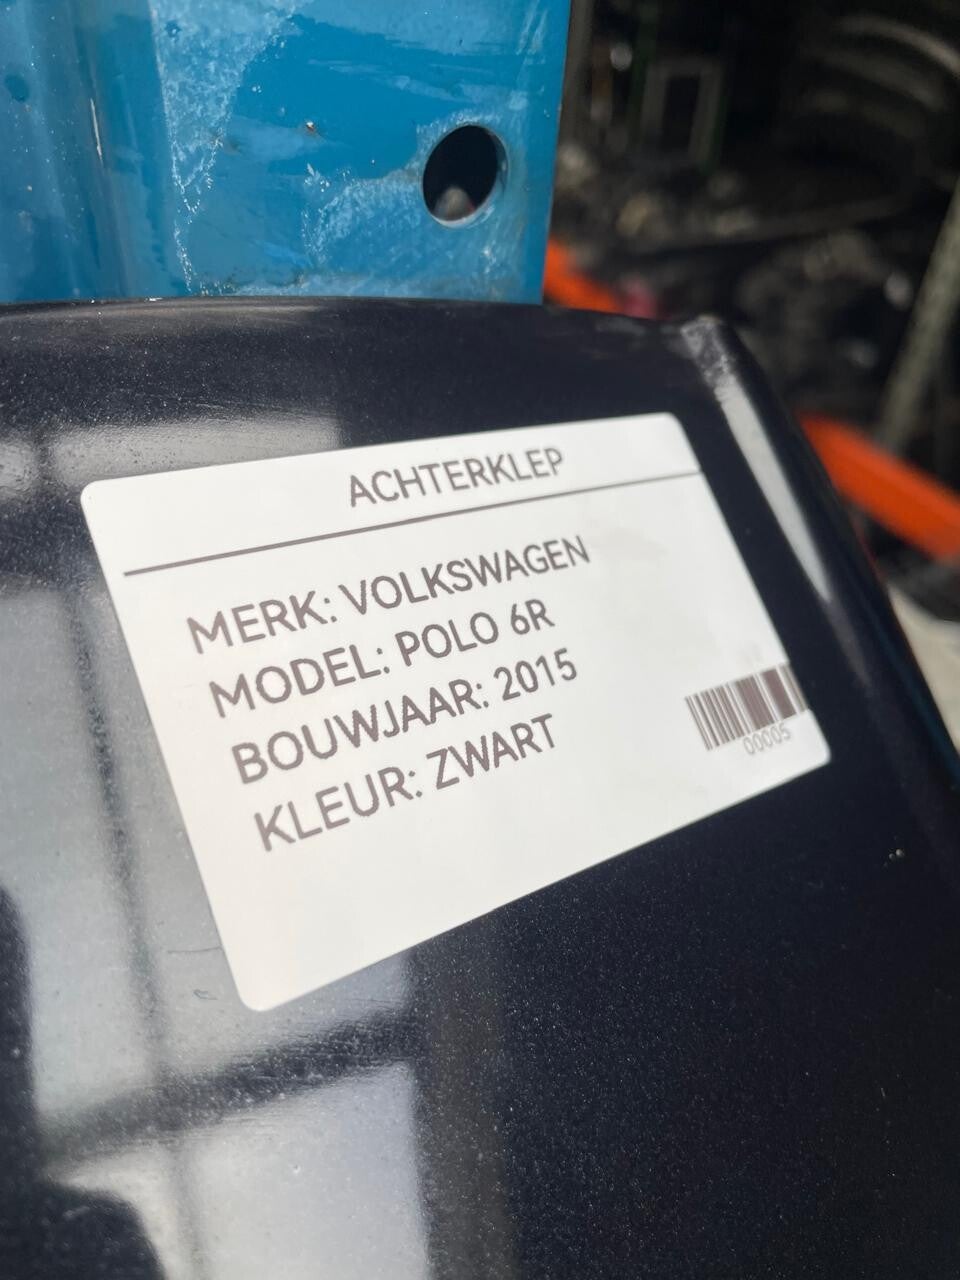 ACHTERKLEP
MERK: VOLKSWAGEN
MODEL: POLO 6R
BOUWJAAR: 2015
KLEUR: ZWART
00005